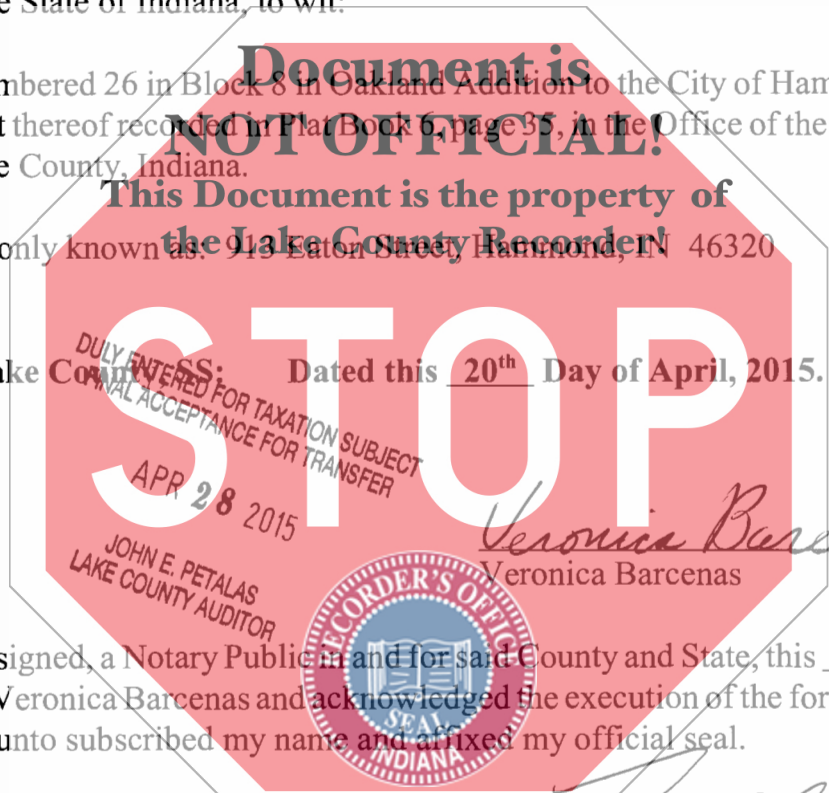 e State of Indiana, to wit:
Document is
mbered 26 in Block 8 in Oakland Addition to the City of Ham
NOT OFFICIAL!
t thereof recorded in Plat Book 6, page 35, in the Office of the
e County, Indiana.
This Document is the property of
the Lake County Recorder!
only known as: 913 Eaton Street, Hammond, IN 46320
STOP
ake County, SS: Dated this 20th Day of April, 2015.
DULY ENTERED FOR TAXATION SUBJECT
FINAL ACCEPTANCE FOR TRANSFER
APR 28 2015
JOHN E. PETALAS
LAKE COUNTY AUDITOR
Veronica Barce
Veronica Barcenas
RECORDER'S OFFICE
SEAL
INDIANA
signed, a Notary Public in and for said County and State, this
Veronica Barcenas and acknowledged the execution of the for
unto subscribed my name and affixed my official seal.